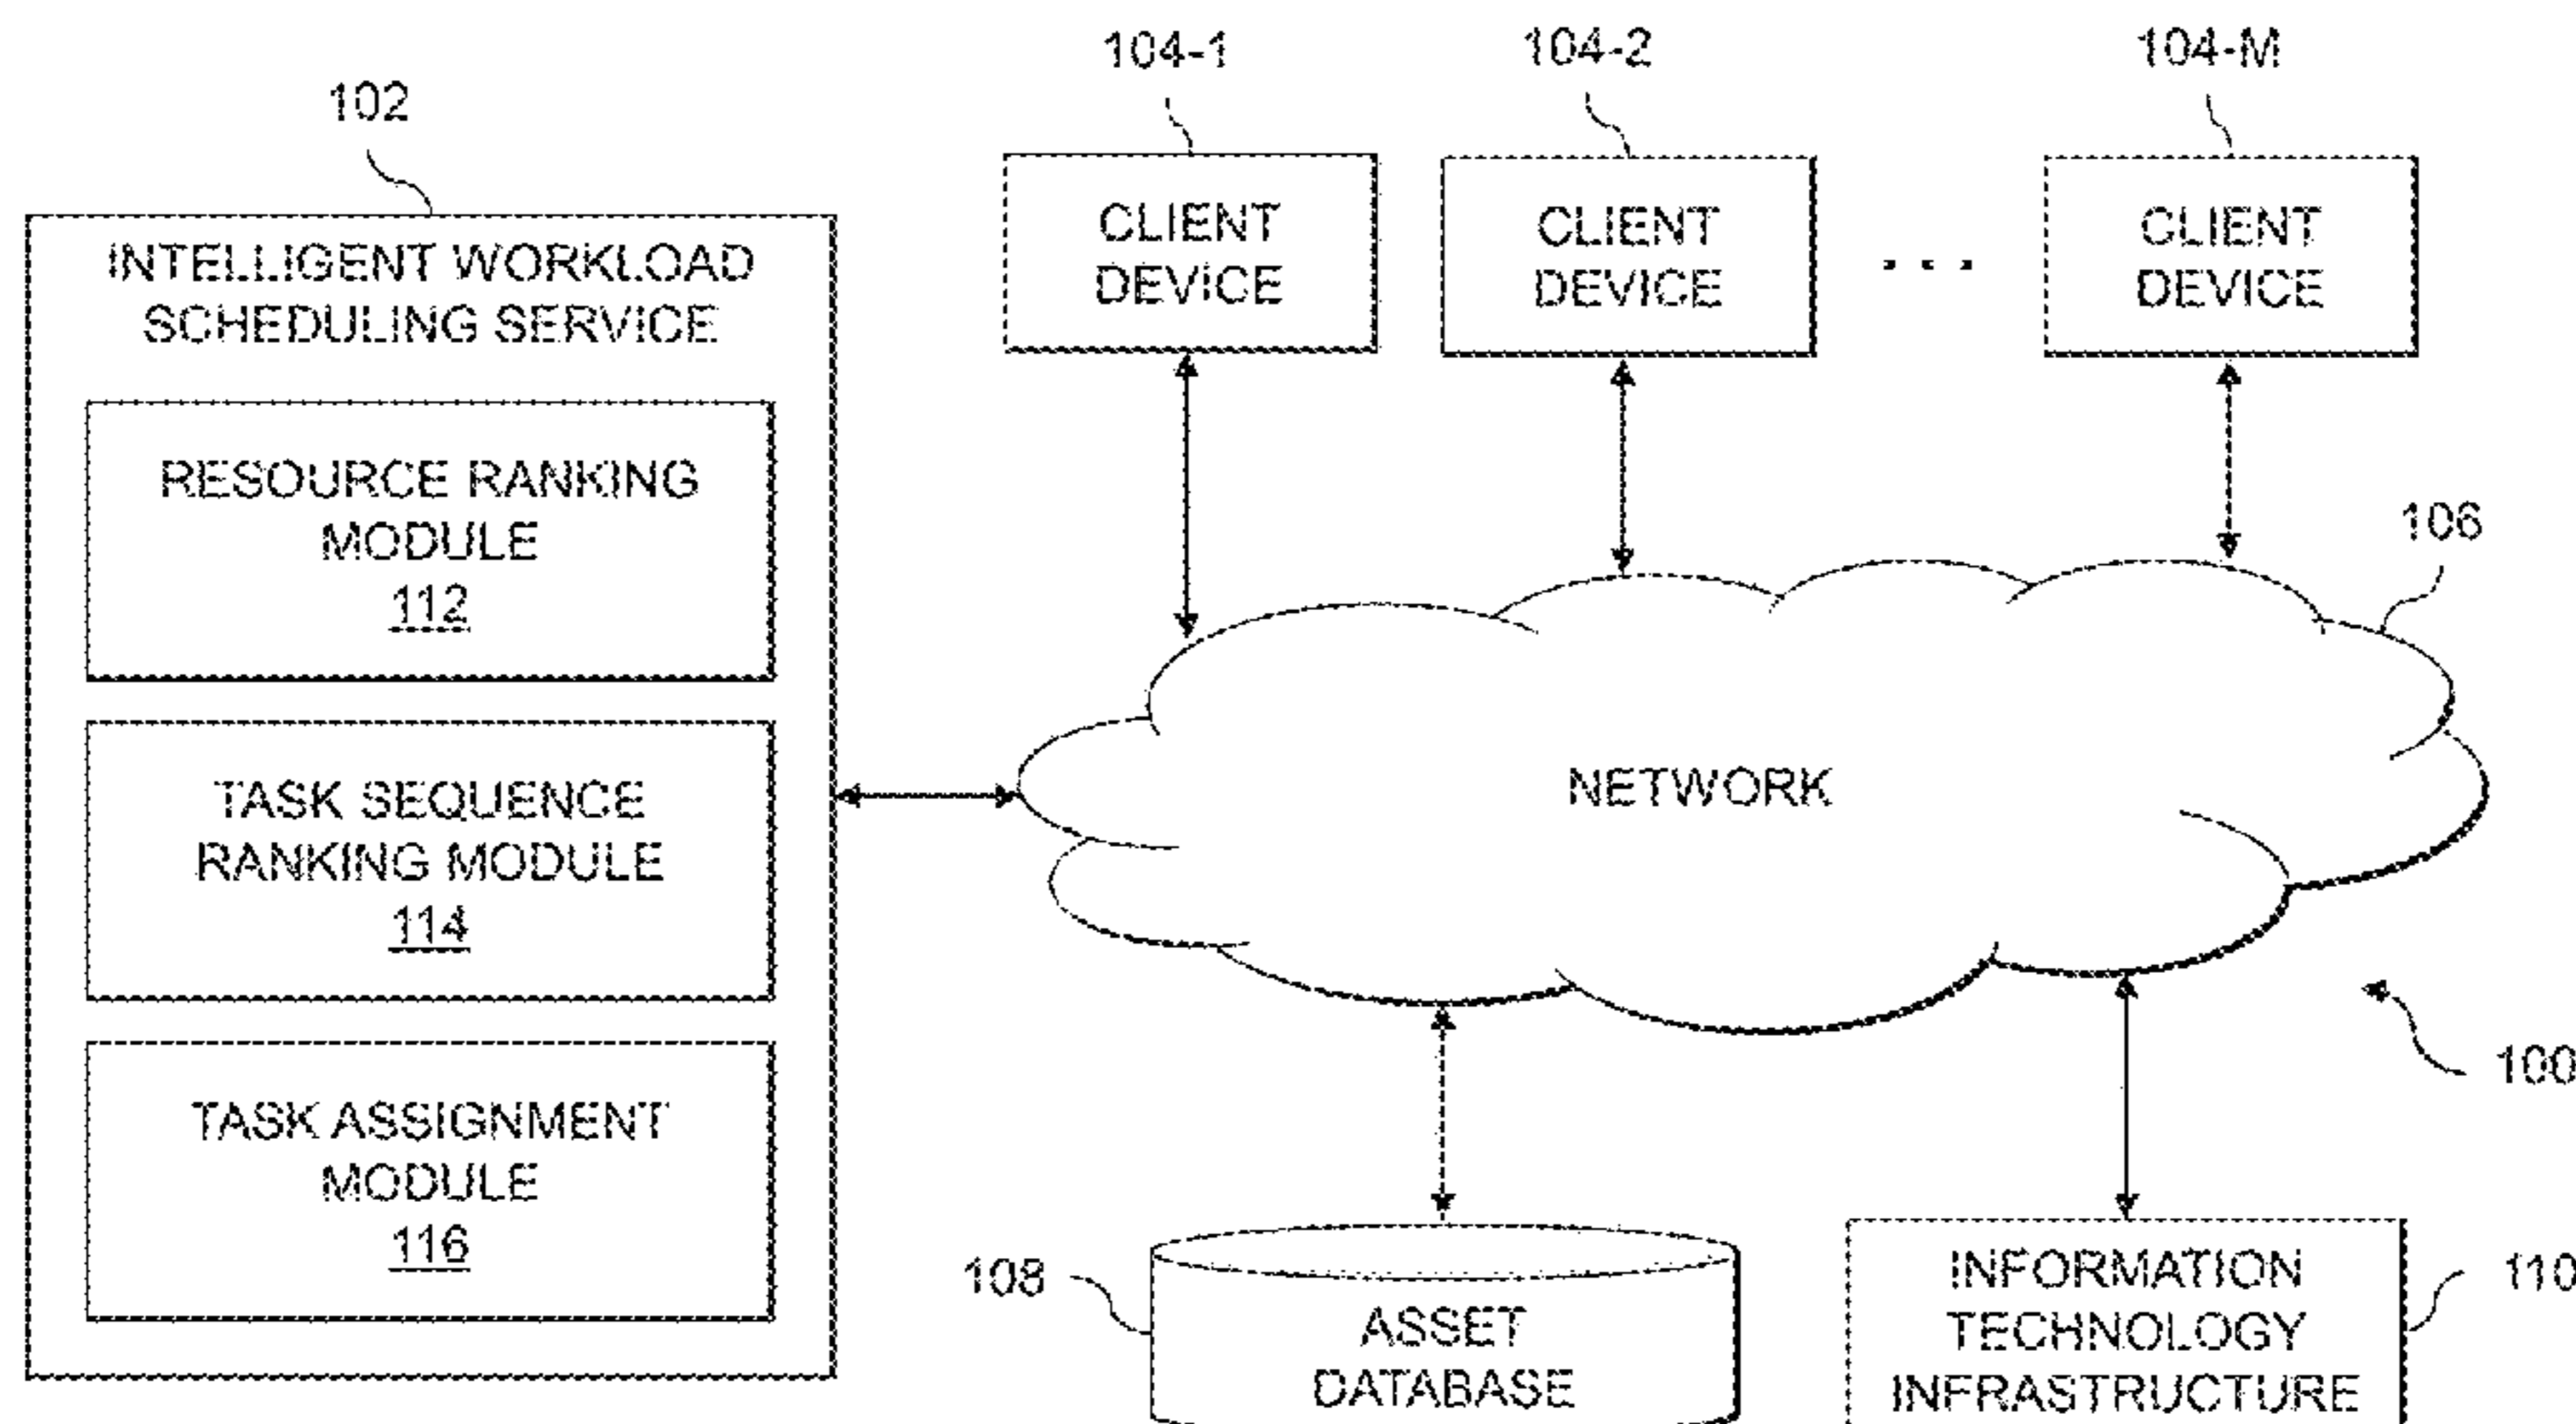 102
104-1
104-2
104-M
INTELLIGENT WORKLOAD
SCHEDULING SERVICE
RESOURCE RANKING
MODULE
112
TASK SEQUENCE
RANKING MODULE
114
TASK ASSIGNMENT
MODULE
116
CLIENT
DEVICE
CLIENT
DEVICE
. . .
CLIENT
DEVICE
106
NETWORK
100
108
ASSET
DATABASE
INFORMATION
TECHNOLOGY
INFRASTRUCTURE
110